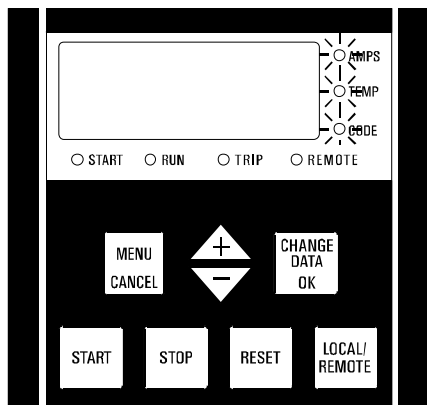 AMPS
TEMP
CODE
START RUN TRIP REMOTE
MENU
CANCEL
+
−
CHANGE
DATA
OK
START
STOP
RESET
LOCAL/
REMOTE